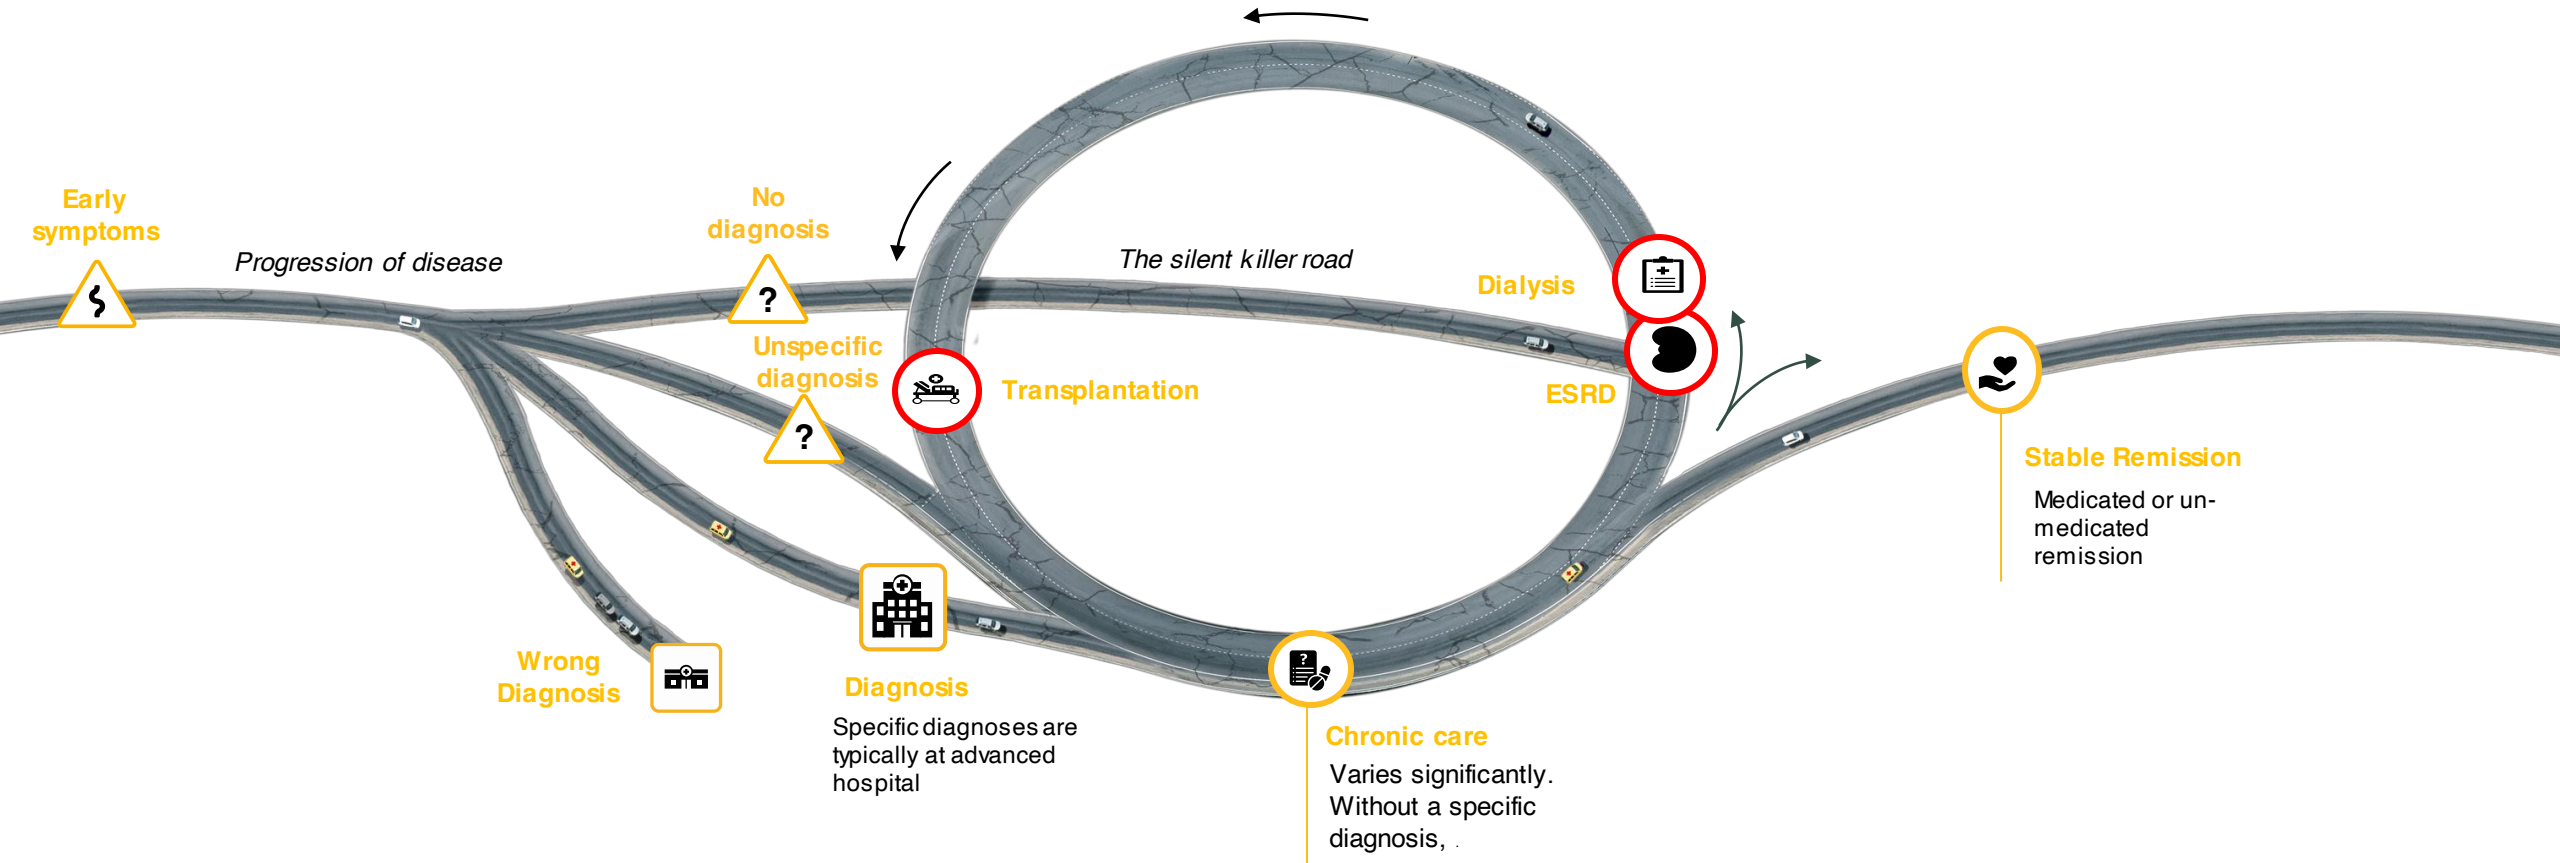 Early
symptoms
Progression of disease
No
diagnosis
?
The silent killer road
Unspecific
diagnosis
?
Transplantation
Dialysis
ESRD
Stable Remission
Medicated or un-
medicated
remission
Wrong
Diagnosis
Diagnosis
Specific diagnoses are
typically at advanced
hospital
?
Chronic care
Varies significantly.
Without a specific
diagnosis, .